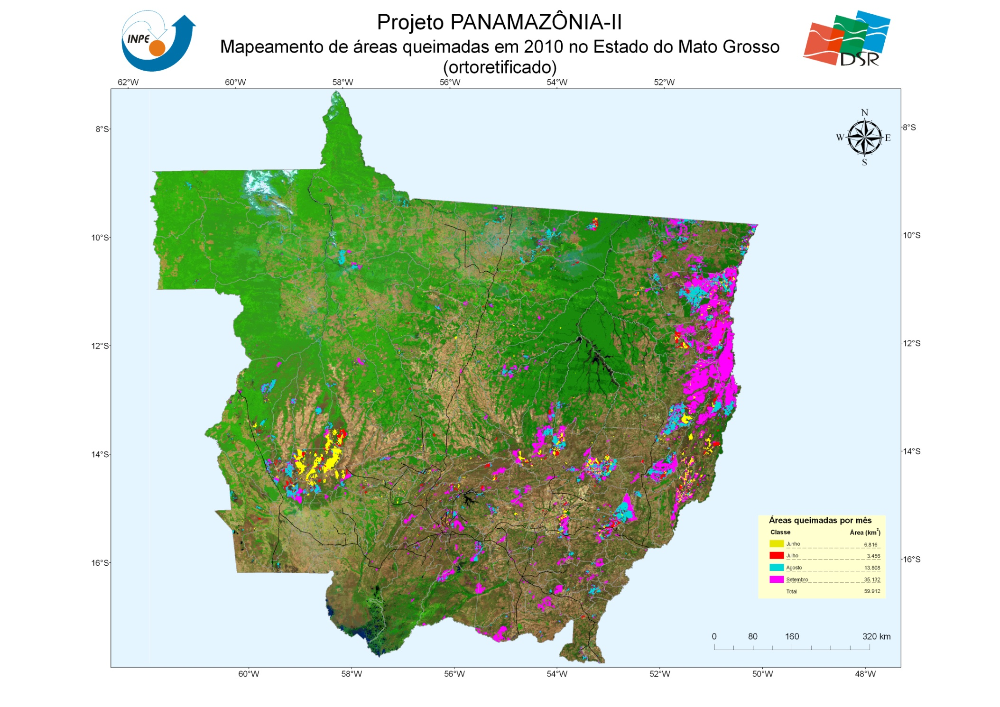 INPE
Projeto PANAMAZÔNIA-II
Mapeamento de áreas queimadas em 2010 no Estado do Mato Grosso
(ortoretificado)
DSR
62°W 60°W 58°W 56°W 54°W 52°W
N
W E
S
8°S 8°S
10°S 10°S
12°S 12°S
14°S 14°S
16°S 16°S
Áreas queimadas por mês
Classe Área (km²)
Junho 6.816
Julho 3.456
Agosto 13.808
Setembro 35.132
Total 59.912
0 80 160 320 km
60°W 58°W 56°W 54°W 52°W 50°W 48°W